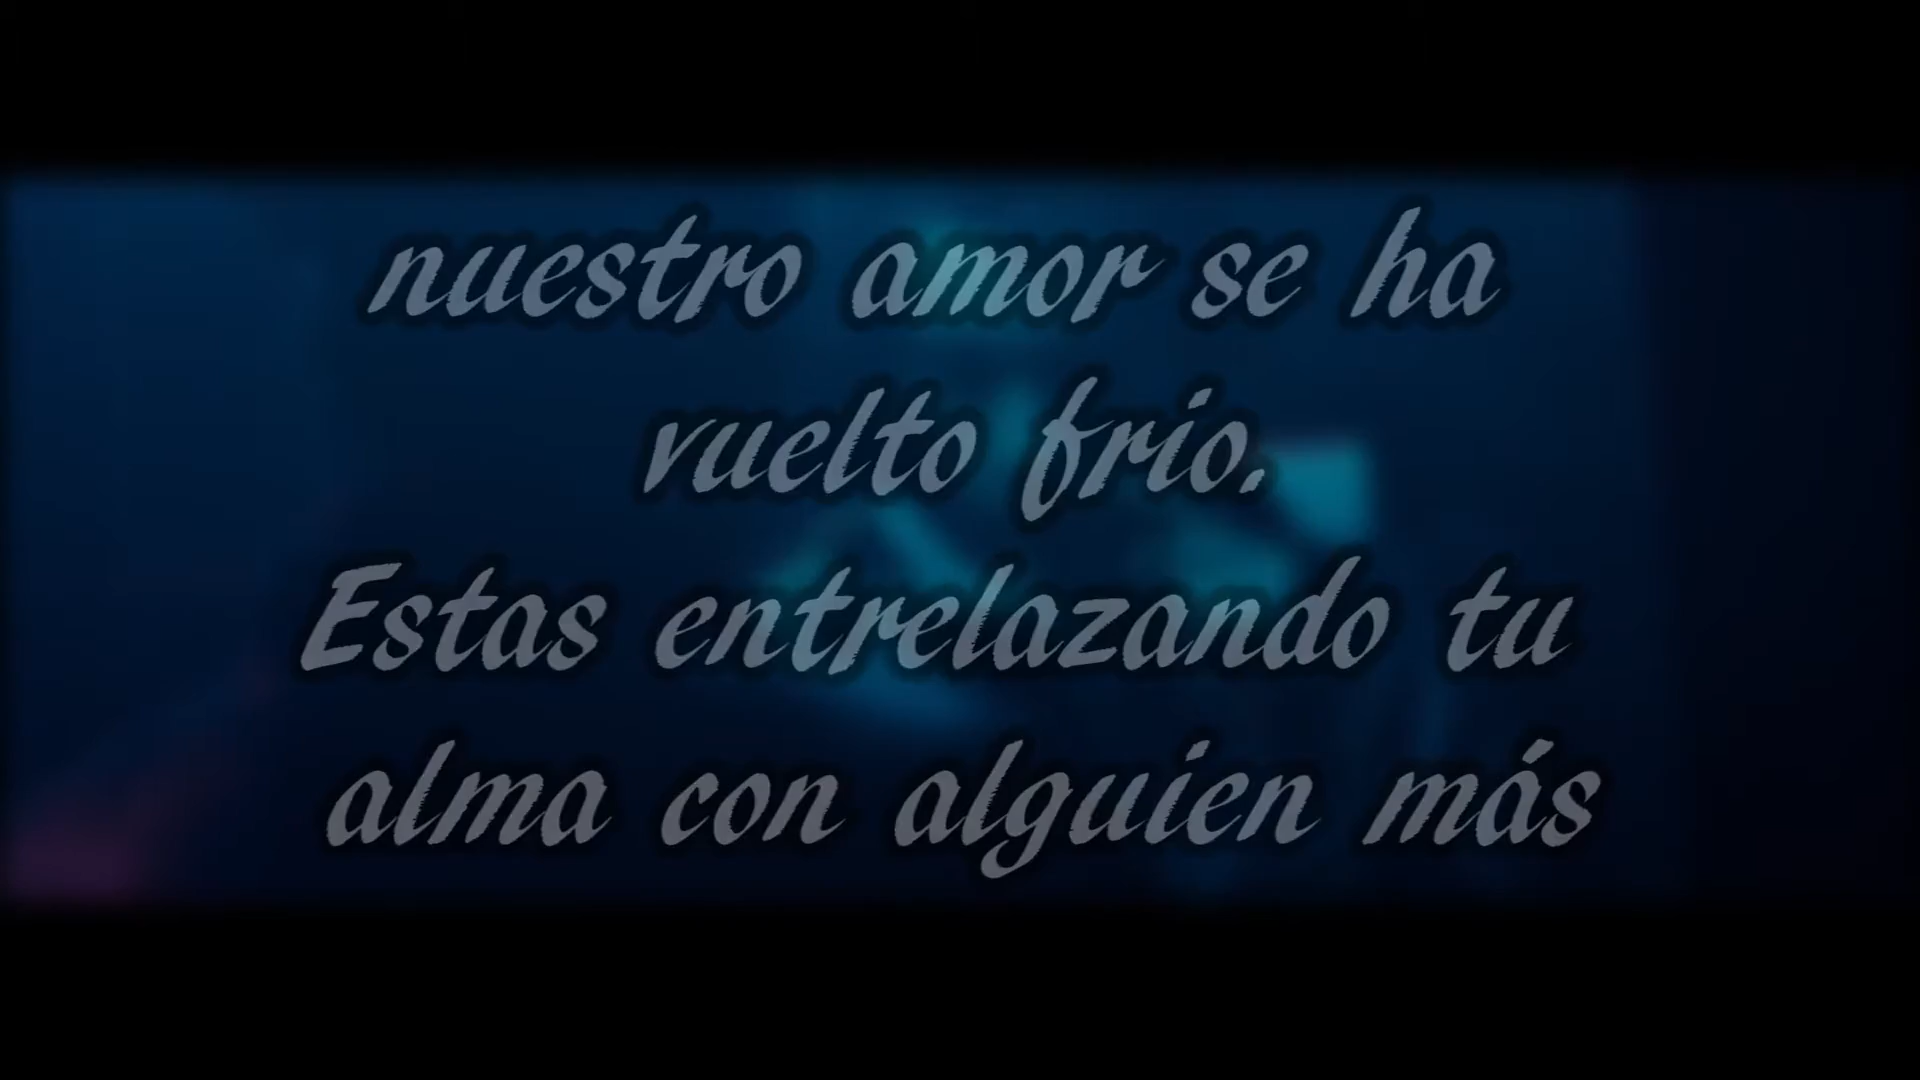 nuestro amor se ha
vuelto frio.
Estas entrelazando tu
alma con alguien más